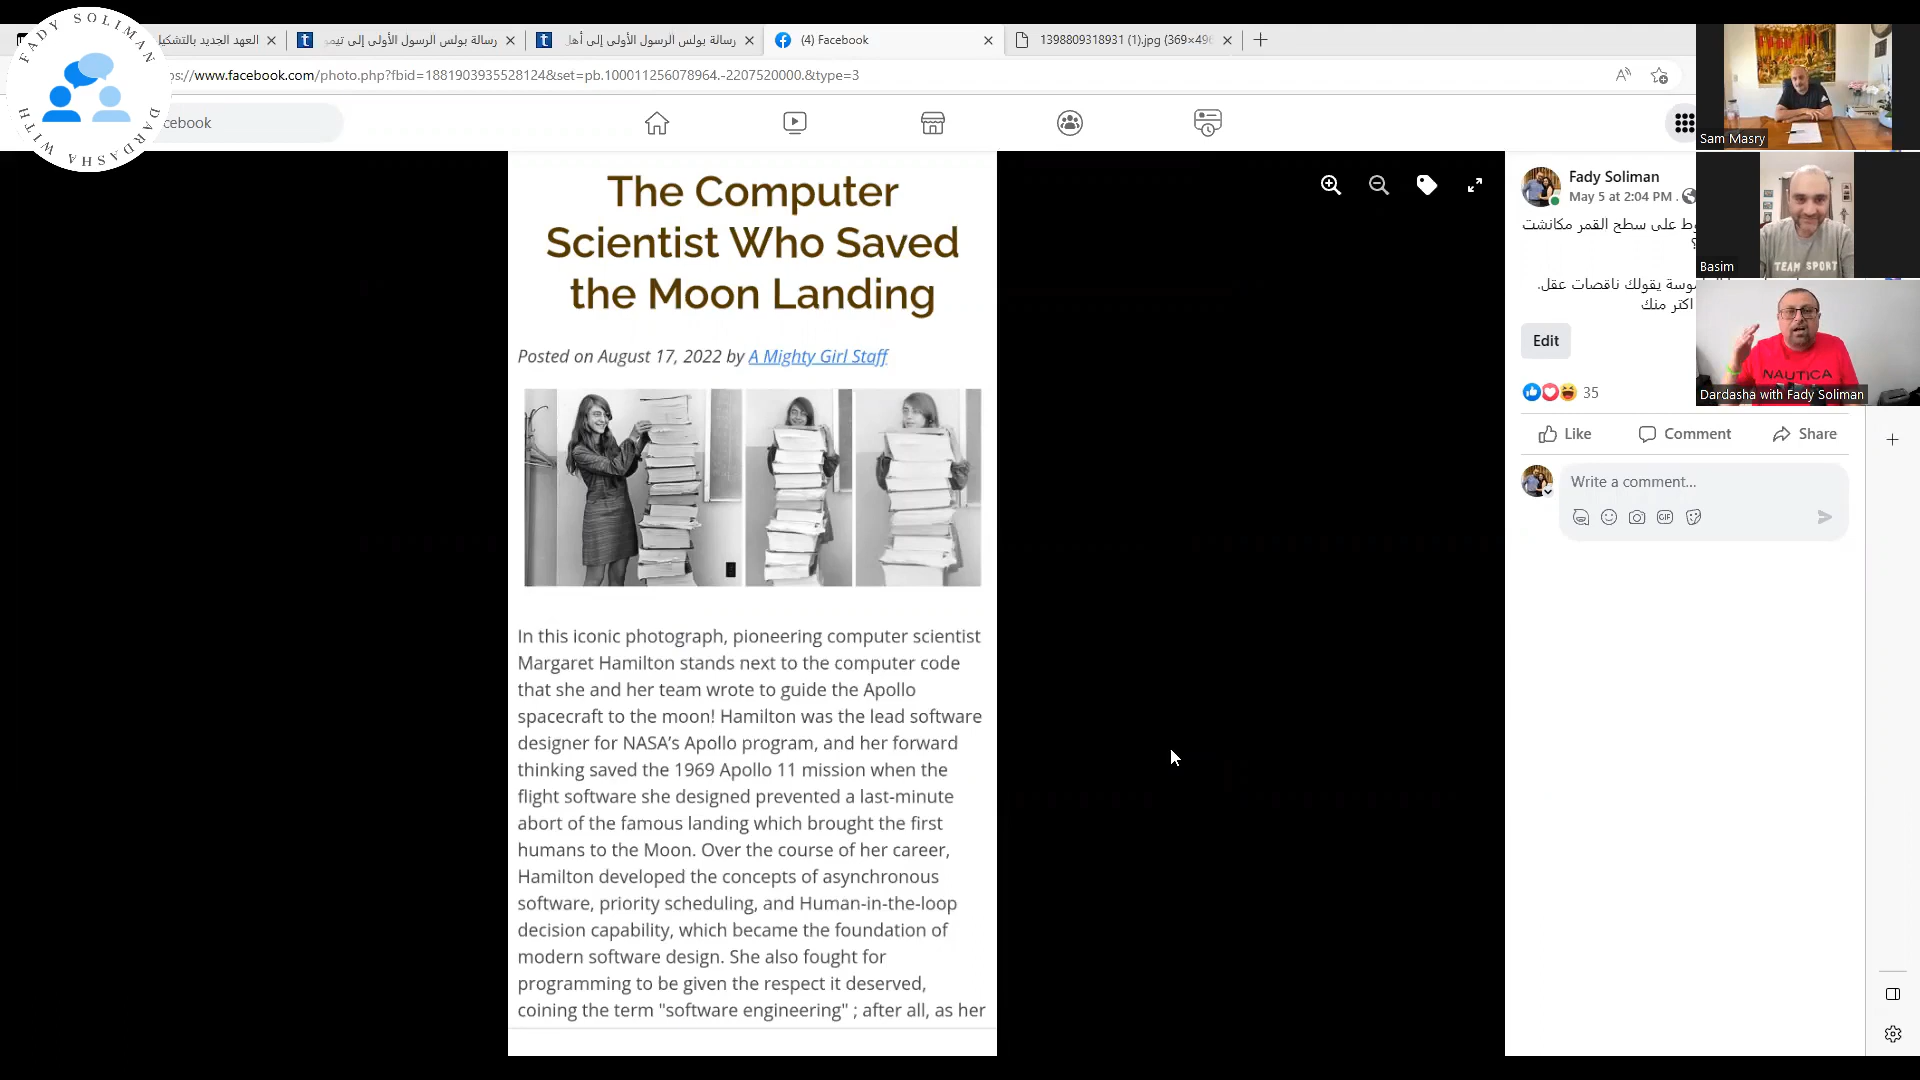 FADY SOLIMAN
DARDASHA WITH
العهد الجديد بالتشكيل
رسالة بولس الرسول الأولى إلى تيمو
رسالة بولس الرسول الأولى إلى أهل
(4) Facebook
1398809318931 (1).jpg (369×496
www.facebook.com/photo.php?fbid=1881903935528124&set=pb.100011256078964.-2207520000.&type=3
cebook
The Computer
Scientist Who Saved
the Moon Landing
Posted on August 17, 2022 by A Mighty Girl Staff
In this iconic photograph, pioneering computer scientist
Margaret Hamilton stands next to the computer code
that she and her team wrote to guide the Apollo
spacecraft to the moon! Hamilton was the lead software
designer for NASA’s Apollo program, and her forward
thinking saved the 1969 Apollo 11 mission when the
flight software she designed prevented a last-minute
abort of the famous landing which brought the first
humans to the Moon. Over the course of her career,
Hamilton developed the concepts of asynchronous
software, priority scheduling, and Human-in-the-loop
decision capability, which became the foundation of
modern software design. She also fought for
programming to be given the respect it deserved,
coining the term "software engineering" ; after all, as her
Fady Soliman
May 5 at 2:04 PM ·
على سطح القمر مكانشت
؟
يقولك ناقصات عقل.
اكتر منك
Edit
35
Like
Comment
Share
Write a comment...
GIF
Sam Masry
Basim
TEAM SPORT
NAUTICA
Dardasha with Fady Soliman